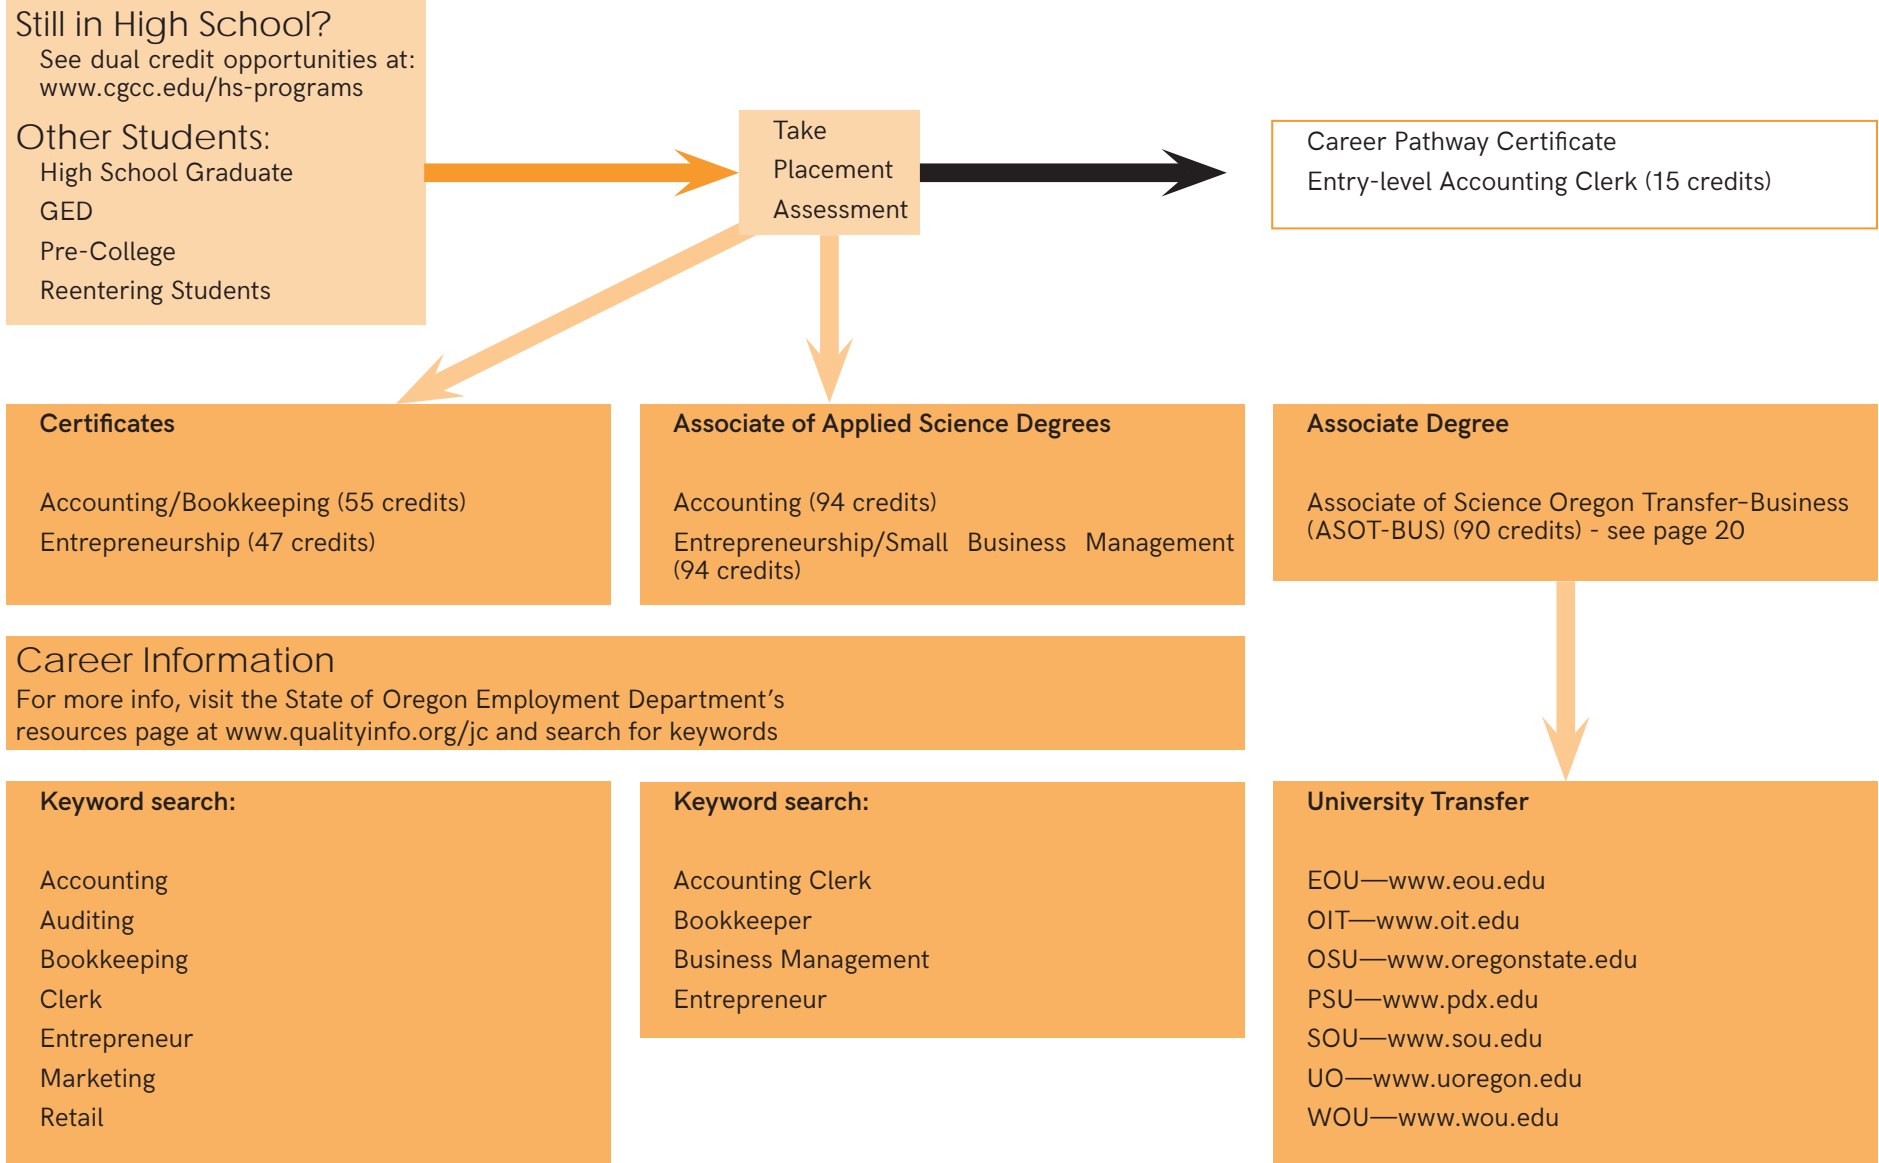 Still in High School?
See dual credit opportunities at:
www.cgcc.edu/hs-programs
Other Students:
High School Graduate
GED
Pre-College
Reentering Students
Take
Placement
Assessment
Career Pathway Certificate
Entry-level Accounting Clerk (15 credits)
Certificates
Accounting/Bookkeeping (55 credits)
Entrepreneurship (47 credits)
Associate of Applied Science Degrees
Accounting (94 credits)
Entrepreneurship/Small Business Management
(94 credits)
Associate Degree
Associate of Science Oregon Transfer–Business
(ASOT-BUS) (90 credits) - see page 20
Career Information
For more info, visit the State of Oregon Employment Department’s
resources page at www.qualityinfo.org/jc and search for keywords
Keyword search:
Accounting
Auditing
Bookkeeping
Clerk
Entrepreneur
Marketing
Retail
Keyword search:
Accounting Clerk
Bookkeeper
Business Management
Entrepreneur
University Transfer
EOU—www.eou.edu
OIT—www.oit.edu
OSU—www.oregonstate.edu
PSU—www.pdx.edu
SOU—www.sou.edu
UO—www.uoregon.edu
WOU—www.wou.edu